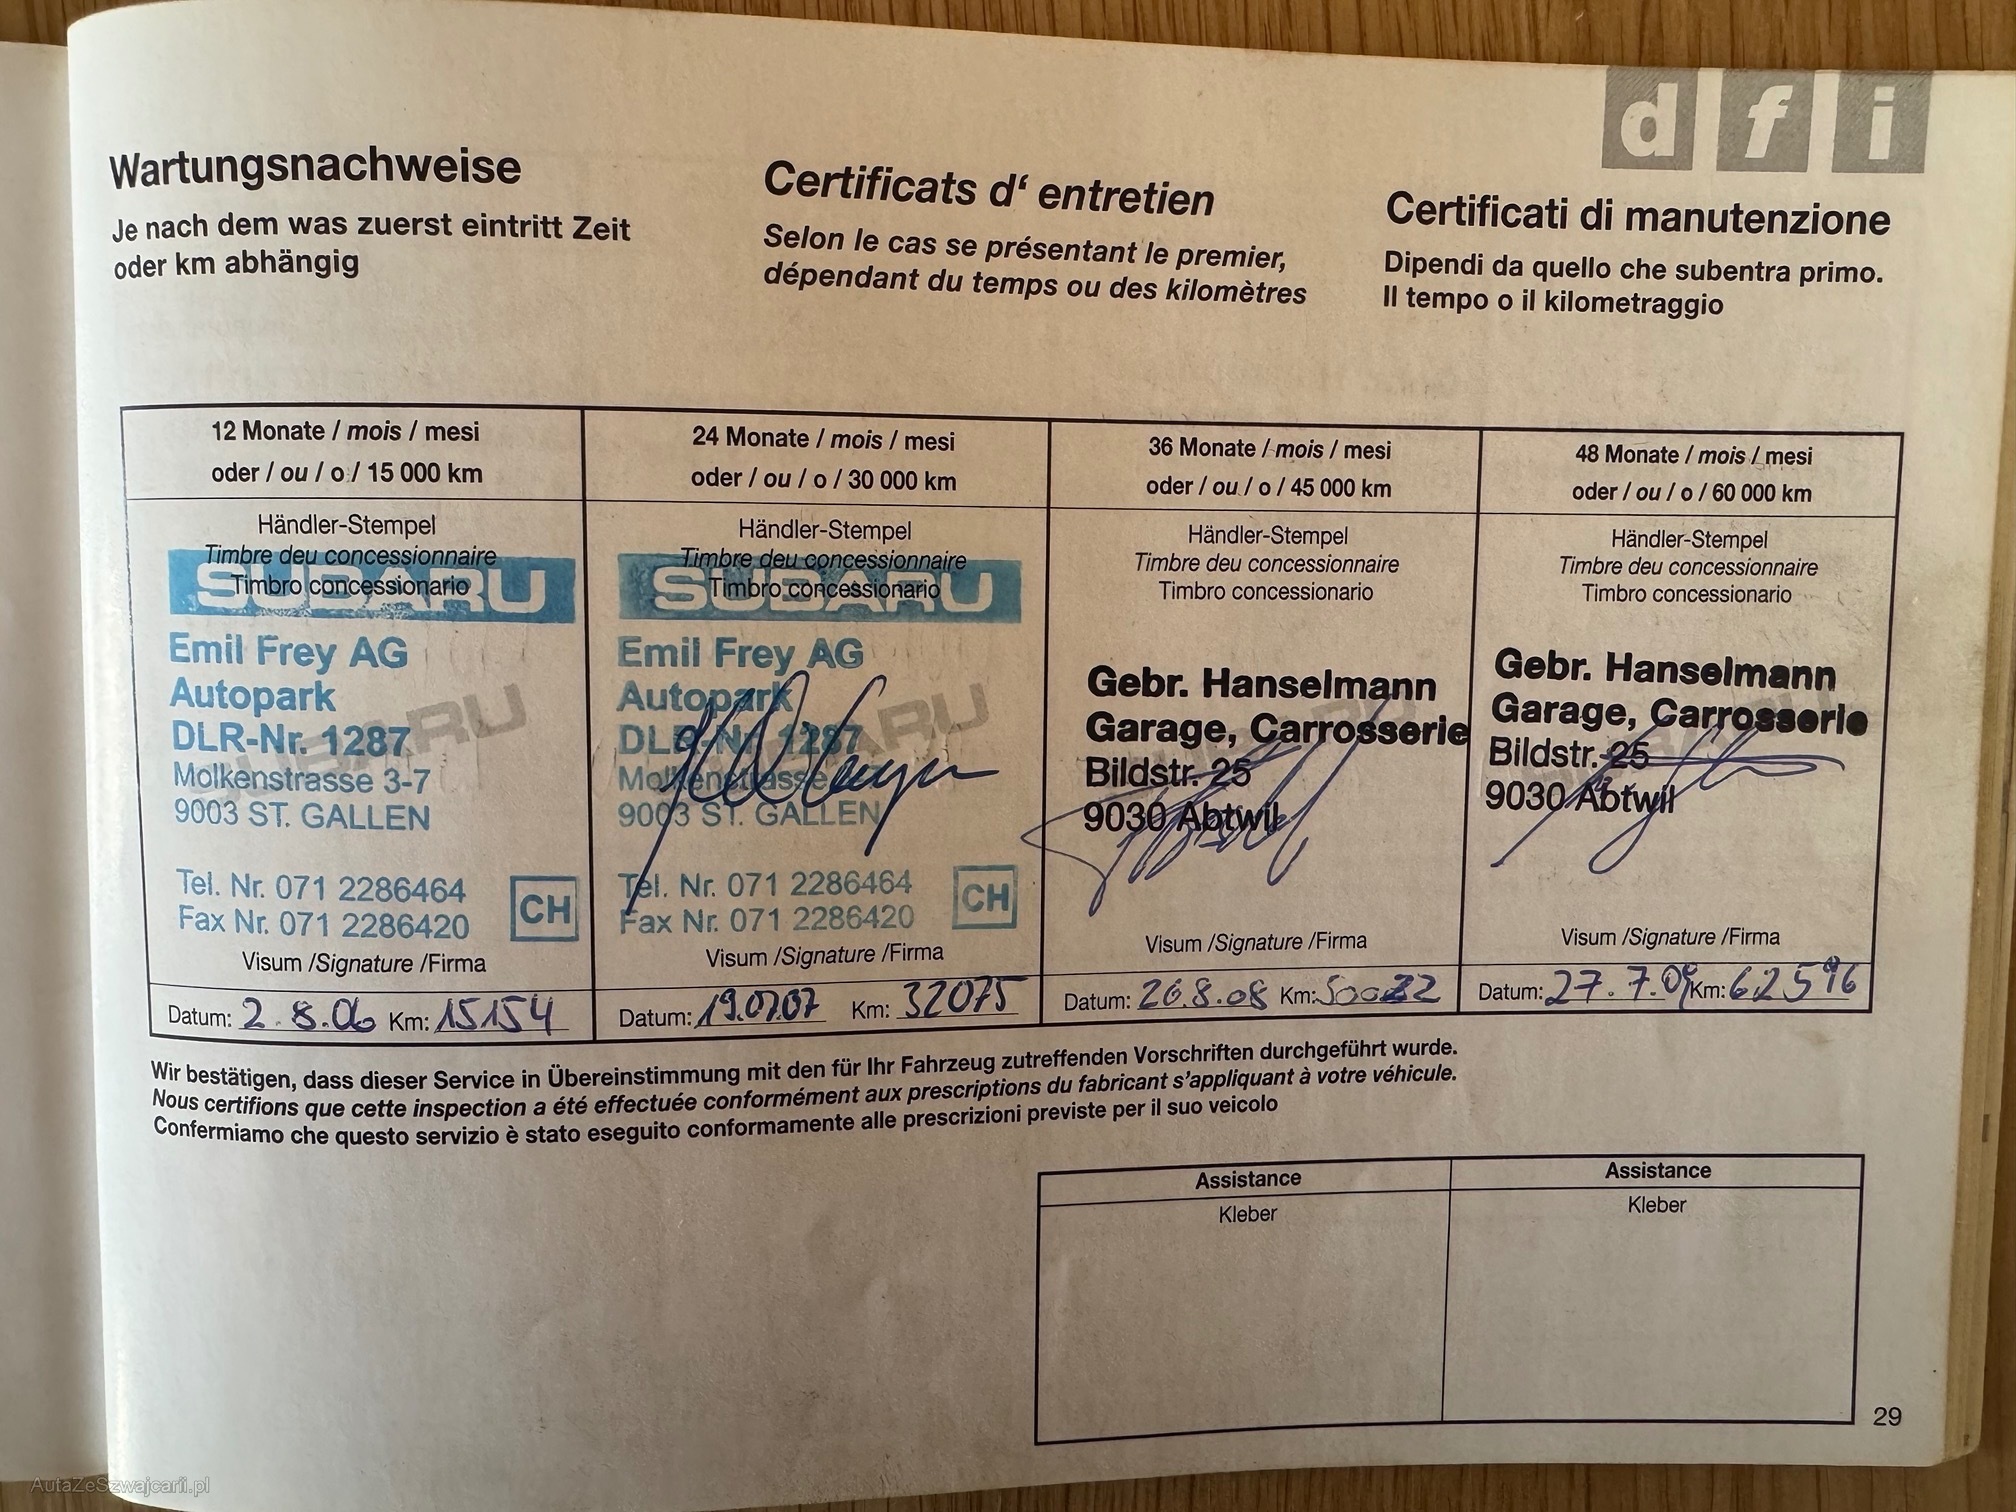 d f i
Wartungsnachweise
Je nach dem was zuerst eintritt Zeit
oder km abhängig
Certificats d‘ entretien
Selon le cas se présentant le premier,
dépendant du temps ou des kilomètres
Certificati di manutenzione
Dipendi da quello che subentra primo.
Il tempo o il kilometraggio
12 Monate / mois / mesi
oder / ou / o / 15 000 km
Händler-Stempel
Timbre deu concessionnaire
Timbro concessionario
SUBARU
Emil Frey AG
Autopark
DLR-Nr. 1287
Molkenstrasse 3-7
9003 ST. GALLEN
SUBARU
Tel. Nr. 071 2286464
Fax Nr. 071 2286420
CH
Visum /Signature /Firma
Datum: 2.8.06 Km: 15154
24 Monate / mois / mesi
oder / ou / o / 30 000 km
Händler-Stempel
Timbre deu concessionnaire
Timbro concessionario
SUBARU
Emil Frey AG
Autopark
DLR-Nr. 1287
Molkenstrasse
9003 ST. GALLEN
SUBARU
Tel. Nr. 071 2286464
Fax Nr. 071 2286420
CH
Visum /Signature /Firma
Datum: 19.07.07 Km: 32075
36 Monate / mois / mesi
oder / ou / o / 45 000 km
Händler-Stempel
Timbre deu concessionnaire
Timbro concessionario
Gebr. Hanselmann
Garage, Carrosserie
Bildstr. 25
9030 Abtwil
Visum /Signature /Firma
Datum: 26.8.08 Km:
48 Monate / mois / mesi
oder / ou / o / 60 000 km
Händler-Stempel
Timbre deu concessionnaire
Timbro concessionario
Gebr. Hanselmann
Garage, Carrosserie
Bildstr. 25
9030 Abtwil
Visum /Signature /Firma
Datum: 27.7.09 Km: 62596
Wir bestätigen, dass dieser Service in Übereinstimmung mit den für Ihr Fahrzeug zutreffenden Vorschriften durchgeführt wurde.
Nous certifions que cette inspection a été effectuée conformément aux prescriptions du fabricant s’appliquant à votre véhicule.
Confermiamo che questo servizio è stato eseguito conformamente alle prescrizioni previste per il suo veicolo
Assistance
Kleber
Assistance
Kleber
29
AutaZeSzwajcarii.pl